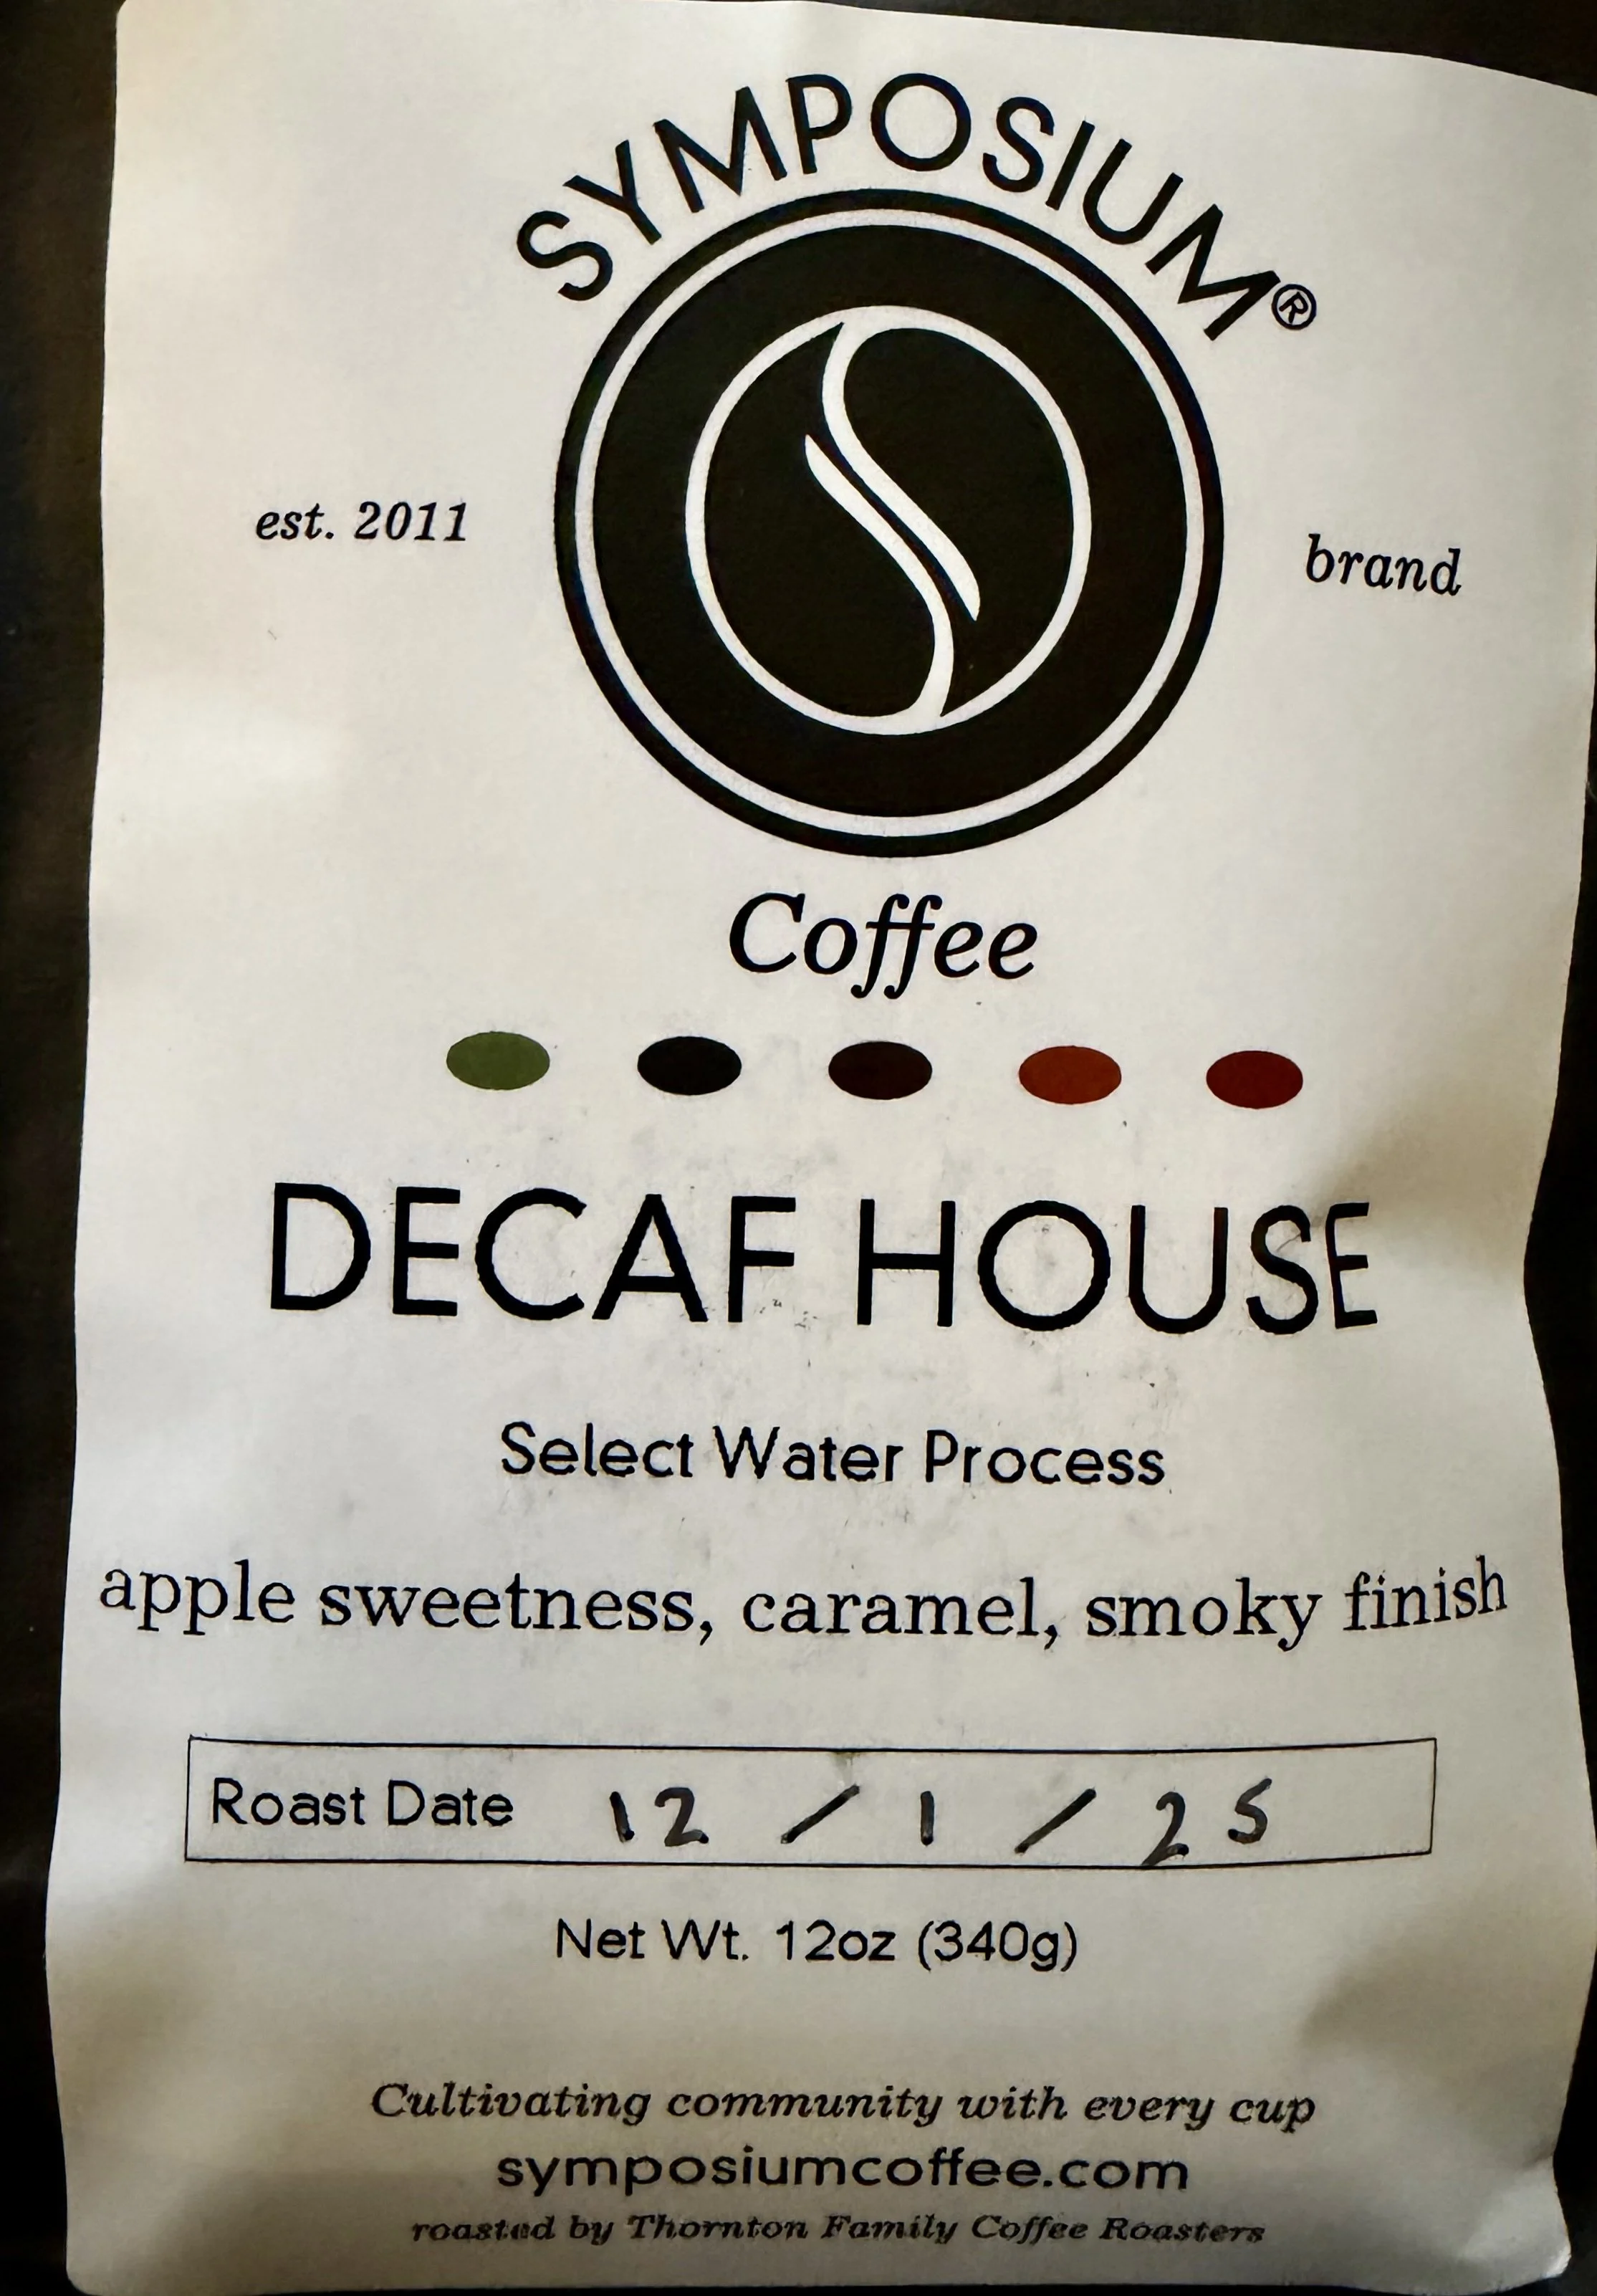 SYMPOSIUM®
est. 2011
brand
Coffee
DECAF HOUSE
Select Water Process
apple sweetness, caramel, smoky finish
Roast Date 12 / 1 / 25
Net Wt. 12oz (340g)
Cultivating community with every cup
symposiumcoffee.com
roasted by Thornton Family Coffee Roasters